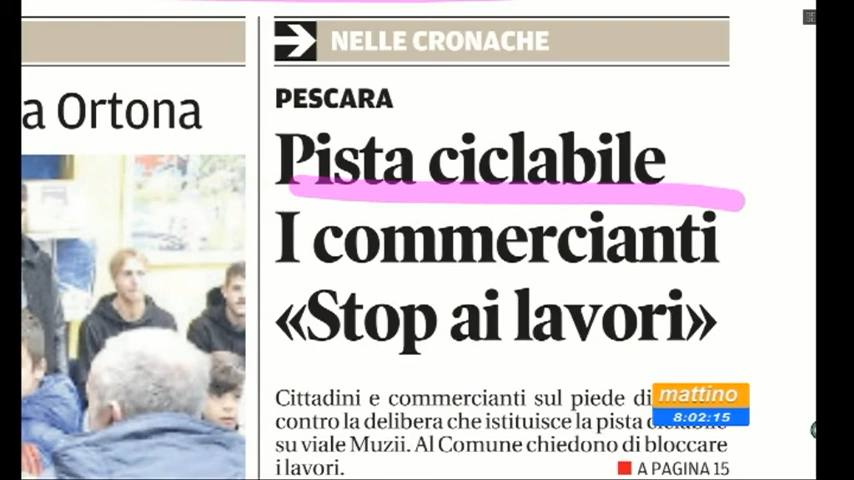 NELLE CRONACHE
a Ortona
PESCARA
Pista ciclabile
I commercianti
«Stop ai lavori»
Cittadini e commercianti sul piede di
contro la delibera che istituisce la pista ciclabile
su viale Muzii. Al Comune chiedono di bloccare
i lavori.
A PAGINA 15
mattino
8:02:15